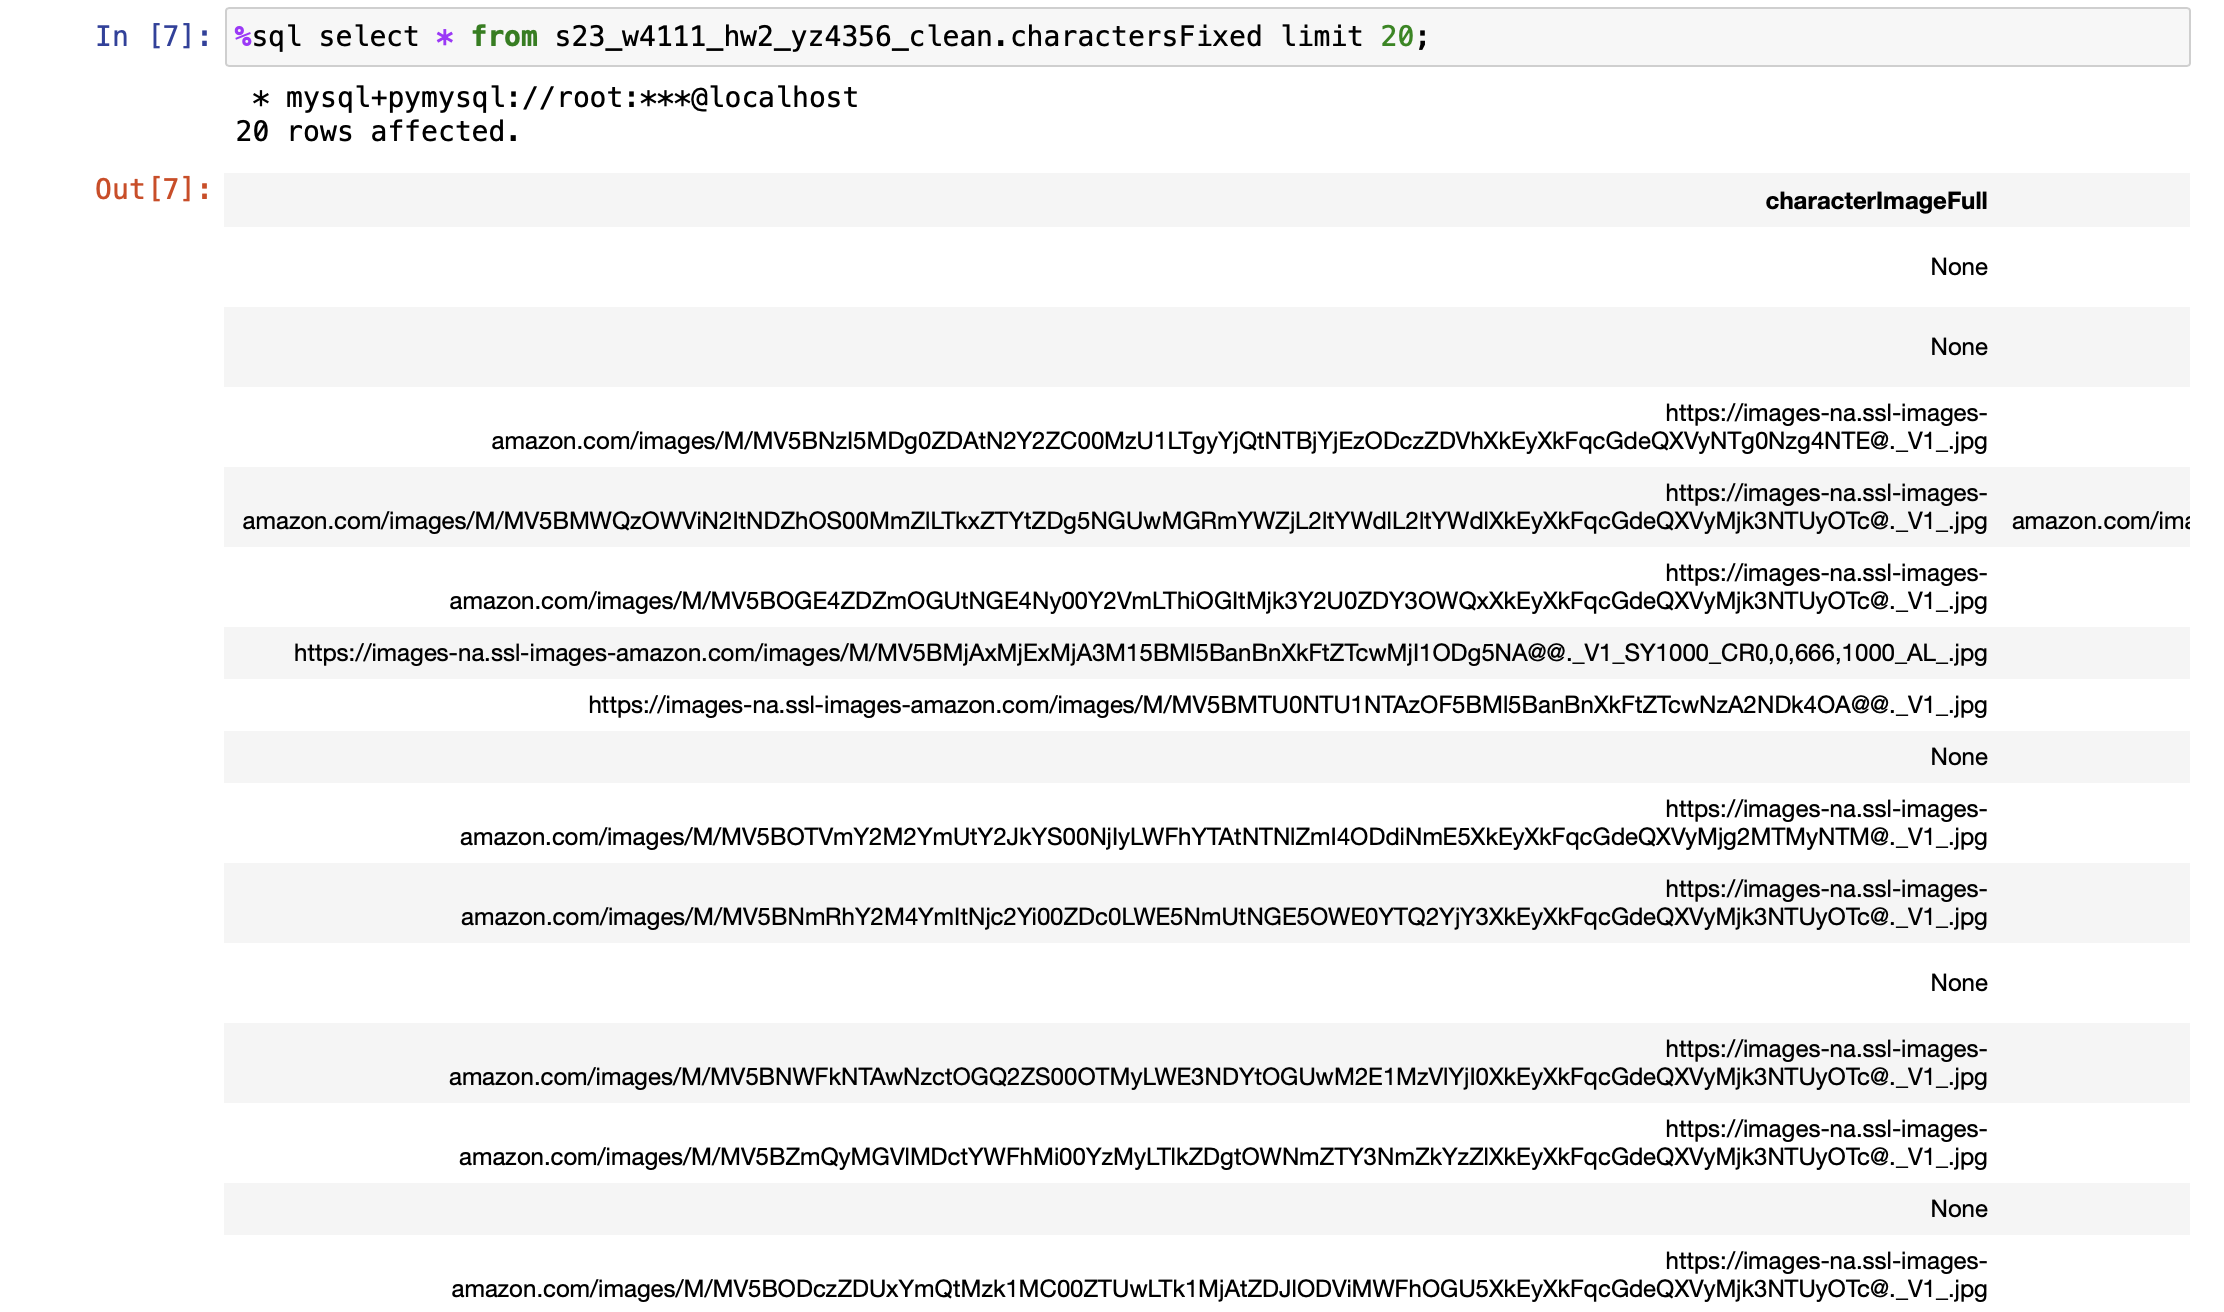 In [7]: %sql select * from s23_w4111_hw2_yz4356_clean.charactersFixed limit 20;
* mysql+pymysql://root:***@localhost
20 rows affected.
Out[7]:
characterImageFull
None
None
https://images-na.ssl-images-
amazon.com/images/M/MV5BNzI5MDg0ZDAtN2Y2ZC00MzU1LTgyYjQtNTBjYjEzODczZDVhXkEyXkFqcGdeQXVyNTg0Nzg4NTE@._V1_.jpg
https://images-na.ssl-images-
amazon.com/images/M/MV5BMWQzOWViN2ItNDZhOS00MmZlLTkxZTYtZDg5NGUwMGRmYWZjL2ltYWdlL2ltYWdlXkEyXkFqcGdeQXVyMjk3NTUyOTc@._V1_.jpg amazon.com/ima
https://images-na.ssl-images-
amazon.com/images/M/MV5BOGE4ZDZmOGUtNGE4Ny00Y2VmLThiOGItMjk3Y2U0ZDY3OWQxXkEyXkFqcGdeQXVyMjk3NTUyOTc@._V1_.jpg
https://images-na.ssl-images-amazon.com/images/M/MV5BMjAxMjExMjA3M15BMl5BanBnXkFtZTcwMjI1ODg5NA@@._V1_SY1000_CR0,0,666,1000_AL_.jpg
https://images-na.ssl-images-amazon.com/images/M/MV5BMTU0NTU1NTAzOF5BMl5BanBnXkFtZTcwNzA2NDk4OA@@._V1_.jpg
None
https://images-na.ssl-images-
amazon.com/images/M/MV5BOTVmY2M2YmUtY2JkYS00NjIyLWFhYTAtNTNlZmI4ODdiNmE5XkEyXkFqcGdeQXVyMjg2MTMyNTM@._V1_.jpg
https://images-na.ssl-images-
amazon.com/images/M/MV5BNmRhY2M4YmItNjc2Yi00ZDc0LWE5NmUtNGE5OWE0YTQ2YjY3XkEyXkFqcGdeQXVyMjk3NTUyOTc@._V1_.jpg
None
https://images-na.ssl-images-
amazon.com/images/M/MV5BNWFkNTAwNzctOGQ2ZS00OTMyLWE3NDYtOGUwM2E1MzVlYjI0XkEyXkFqcGdeQXVyMjk3NTUyOTc@._V1_.jpg
https://images-na.ssl-images-
amazon.com/images/M/MV5BZmQyMGVlMDctYWFhMi00YzMyLTlkZDgtOWNmZTY3NmZkYzZlXkEyXkFqcGdeQXVyMjk3NTUyOTc@._V1_.jpg
None
https://images-na.ssl-images-
amazon.com/images/M/MV5BODczZDUxYmQtMzk1MC00ZTUwLTk1MjAtZDJlODViMWFhOGU5XkEyXkFqcGdeQXVyMjk3NTUyOTc@._V1_.jpg